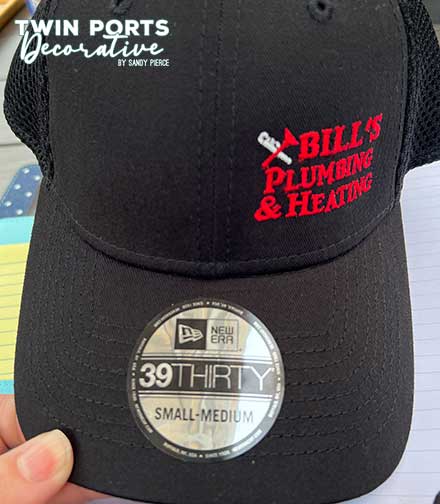 TWIN PORTS
Decorative
BY SANDY PIERCE
BILL'S
PLUMBING
& HEATING
NEW
ERA
39THIRTY
SMALL-MEDIUM